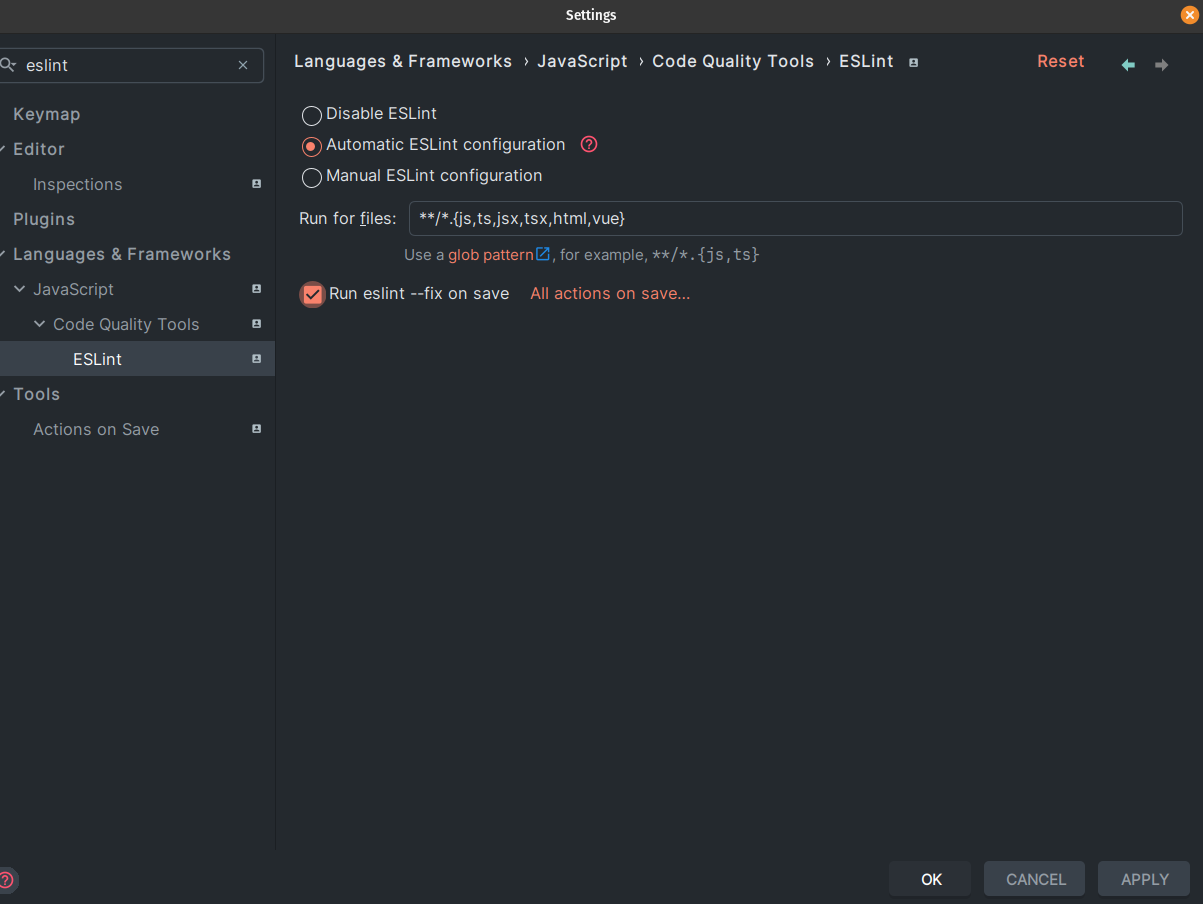 Settings
eslint
Keymap
Editor
Inspections
Plugins
Languages & Frameworks
JavaScript
Code Quality Tools
ESLint
Tools
Actions on Save
Languages & Frameworks › JavaScript › Code Quality Tools › ESLint
Reset
Disable ESLint
Automatic ESLint configuration
Manual ESLint configuration
Run for files: **/*.{js,ts,jsx,tsx,html,vue}
Use a glob pattern, for example, **/*.{js,ts}
Run eslint --fix on save All actions on save...
OK CANCEL APPLY